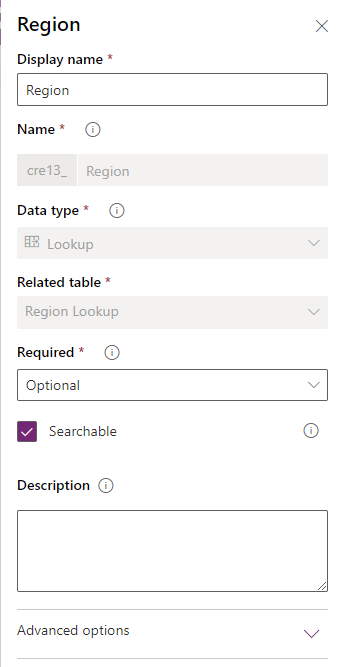 Region
Display name *
Region
Name *
cre13_ Region
Data type *
Lookup
Related table *
Region Lookup
Required *
Optional
Searchable
Description
Advanced options